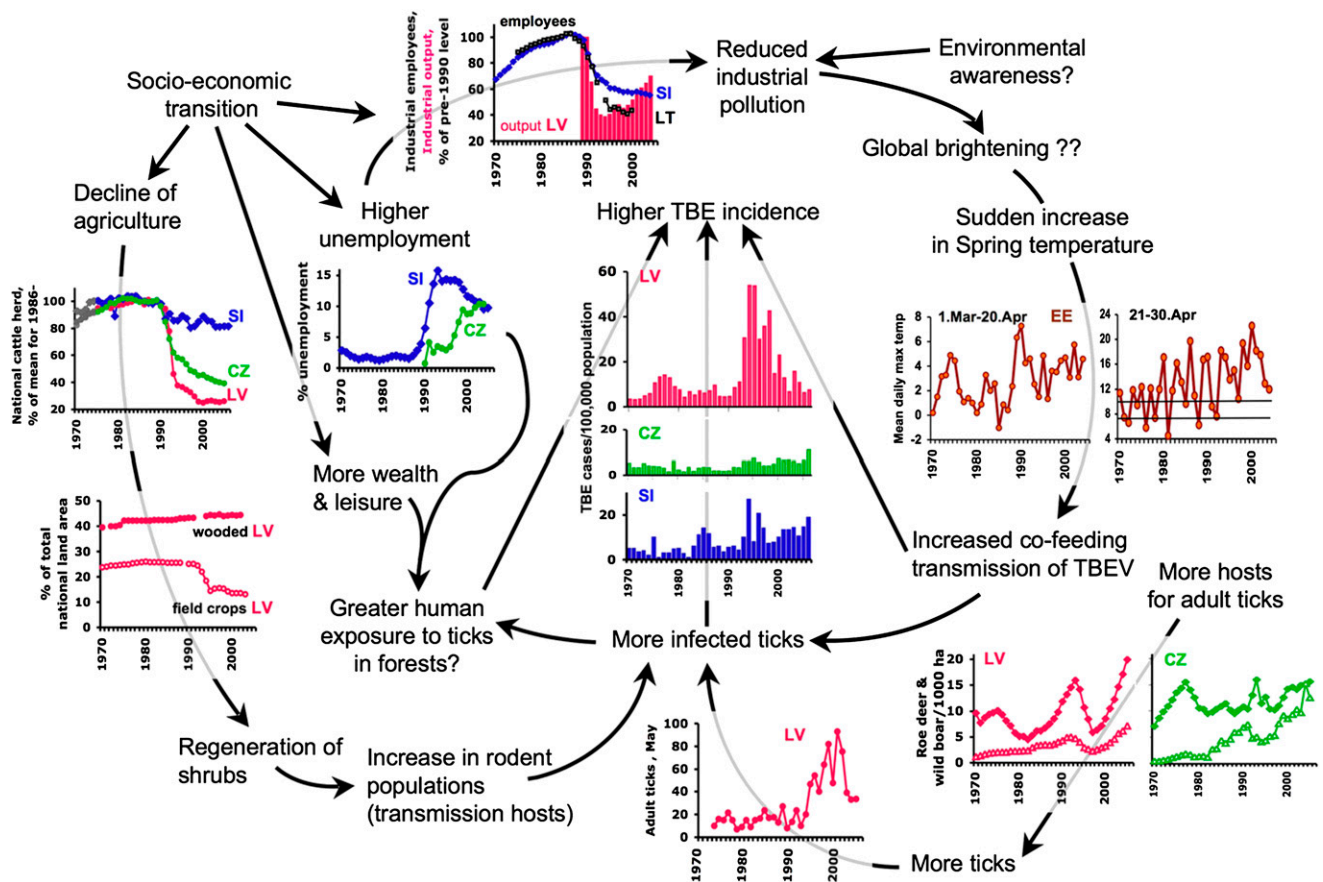 Socio-economic
transition
Industrial employees,
Industrial output,
% of pre-1990 level
100
80
60
40
20
employees
SI
LT
output LV
1970
1980
1990
2000
Reduced
industrial
pollution
Environmental
awareness?
Global brightening ??
Decline of
agriculture
Higher
unemployment
Higher TBE incidence
Sudden increase
in Spring temperature
National cattle herd,
% of mean for 1986-
120
100
80
60
40
20
SI
CZ
LV
1970
1980
1990
2000
% unemployment
15
10
5
0
SI
CZ
1970
1980
1990
2000
TBE cases/100,000 population
60
40
20
0
LV
20
0
CZ
20
0
SI
1970
1980
1990
2000
Mean daily max temp
8
6
4
2
0
-2
1.Mar-20.Apr
EE
1970
1980
1990
2000
24
20
16
12
8
4
21-30.Apr
1970
1980
1990
2000
More wealth
& leisure
% of total
national land area
50
40
30
20
10
0
wooded LV
field crops LV
1970
1980
1990
2000
Greater human
exposure to ticks
in forests?
More infected ticks
Increased co-feeding
transmission of TBEV
More hosts
for adult ticks
Roe deer &
wild boar/1000 ha
20
15
10
5
0
LV
1970
1980
1990
2000
CZ
1970
1980
1990
2000
Regeneration of
shrubs
Increase in rodent
populations
(transmission hosts)
Adult ticks , May
100
80
60
40
20
0
LV
1970
1980
1990
2000
More ticks